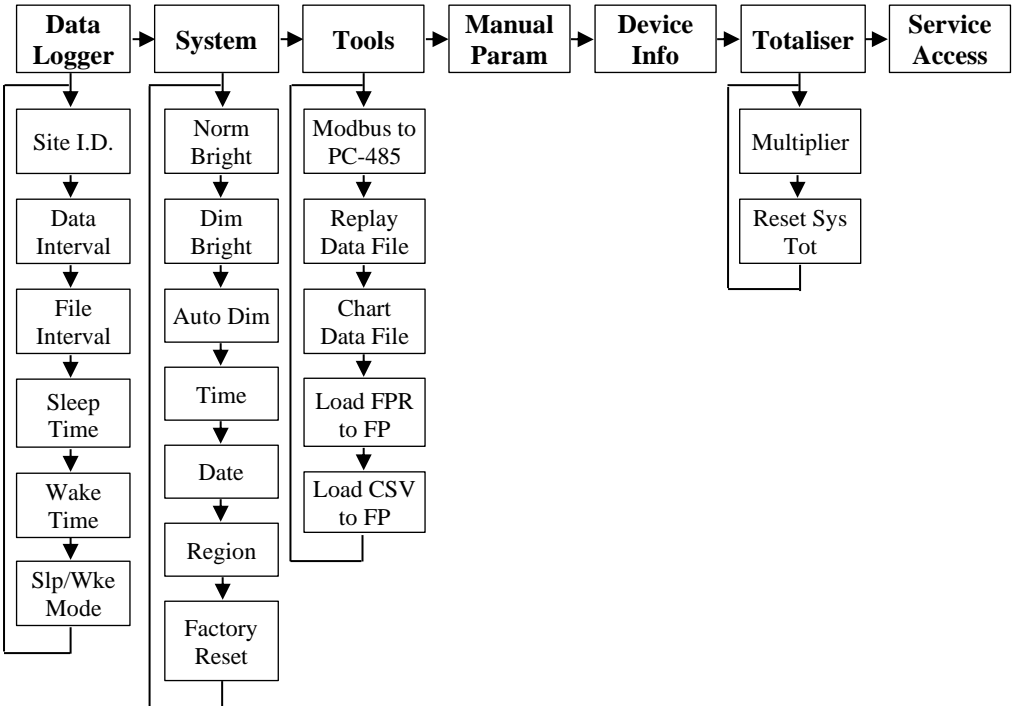 Data
Logger
System
Tools
Manual
Param
Device
Info
Totaliser
Service
Access
Site I.D.
Data
Interval
File
Interval
Sleep
Time
Wake
Time
Slp/Wke
Mode
Norm
Bright
Dim
Bright
Auto Dim
Time
Date
Region
Factory
Reset
Modbus to
PC-485
Replay
Data File
Chart
Data File
Load FPR
to FP
Load CSV
to FP
Multiplier
Reset Sys
Tot